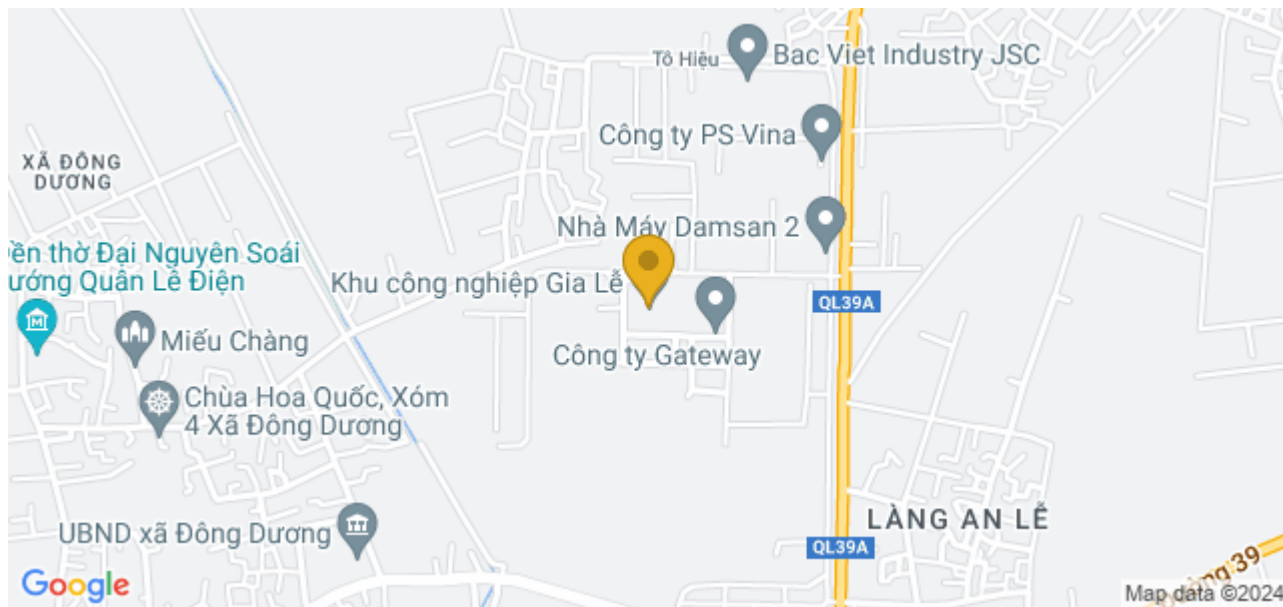 Tô Hiệu
Bac Viet Industry JSC
Công ty PS Vina
XÃ ĐÔNG
DƯƠNG
Nhà Máy Damsan 2
thờ Đại Nguyên Soái
Quân Lê Điện
Khu công nghiệp Gia Lễ
QL39A
Miếu Chàng
Công ty Gateway
Chùa Hoa Quốc, Xóm
4 Xã Đông Dương
LÀNG AN LỄ
UBND xã Đông Dương
QL39A
39
Google
Map data ©2024